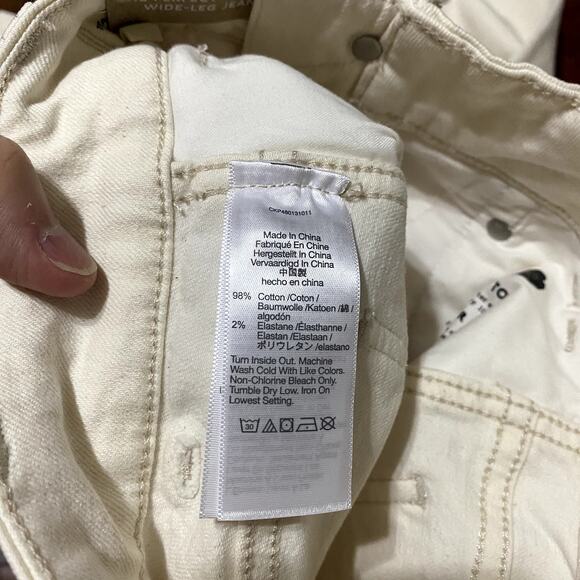 WIDE-LEG JEAN
CKP480131011
Made In China
Fabriqué En Chine
Hergestellt In China
Vervaardigd In China
中国製
hecho en china
98% Cotton /Coton /
Baumwolle /Katoen /綿 /
algodón
2% Elastane /Élasthanne /
Elastan /Elastaan /
ポリウレタン /elastano
Turn Inside Out. Machine
Wash Cold With Like Colors.
Non-Chlorine Bleach Only.
Tumble Dry Low. Iron On
Lowest Setting.
30